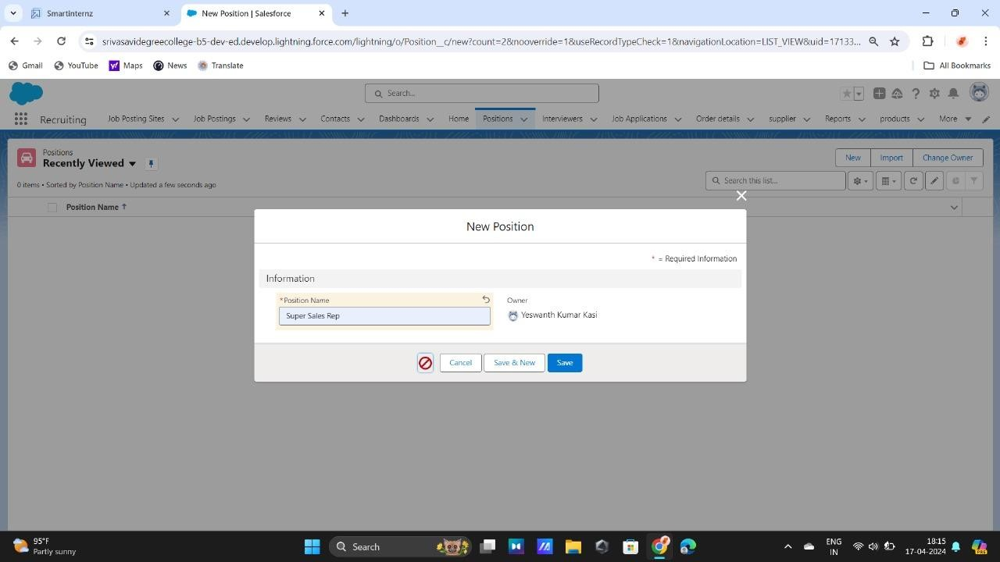 Smartinternz
New Position | Salesforce
srivasavidegreecollege-b5-dev-ed.develop.lightning.force.com/lightning/o/Position__c/new?count=2&nooverride=1&useRecordTypeCheck=1&navigationLocation=LIST_VIEW&uid=17133...
Gmail YouTube Maps News Translate All Bookmarks
Search...
Recruiting Job Posting Sites Job Postings Reviews Contacts Dashboards Home Positions Interviewers Job Applications Order details supplier Reports products More
Positions
Recently Viewed
New Import Change Owner
0 items • Sorted by Position Name • Updated a few seconds ago
Search this list...
Position Name
New Position
* = Required Information
Information
*Position Name
Owner
Super Sales Rep
Yeswanth Kumar Kasi
Cancel Save & New Save
95°F
Partly sunny
Search
ENG
IN
18:15
17-04-2024